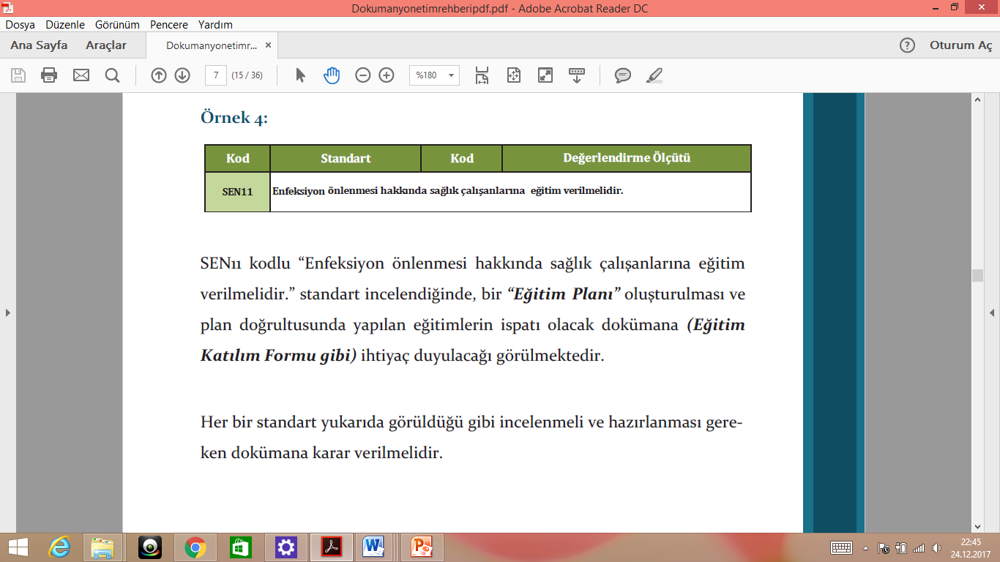 Dokumanyonetimrehberipdf.pdf - Adobe Acrobat Reader DC
Dosya Düzenle Görünüm Pencere Yardım
Ana Sayfa Araçlar Dokumanyonetimr... × Oturum Aç
7 (15 / 36) %180
Örnek 4:
Kod Standart Kod Değerlendirme Ölçütü
SEN11 Enfeksiyon önlenmesi hakkında sağlık çalışanlarına eğitim verilmelidir.
SEN11 kodlu “Enfeksiyon önlenmesi hakkında sağlık çalışanlarına eğitim
verilmelidir.” standart incelendiğinde, bir “Eğitim Planı” oluşturulması ve
plan doğrultusunda yapılan eğitimlerin ispatı olacak dokümana (Eğitim
Katılım Formu gibi) ihtiyaç duyulacağı görülmektedir.
Her bir standart yukarıda görüldüğü gibi incelenmeli ve hazırlanması gere-
ken dokümana karar verilmelidir.
22:45
24.12.2017